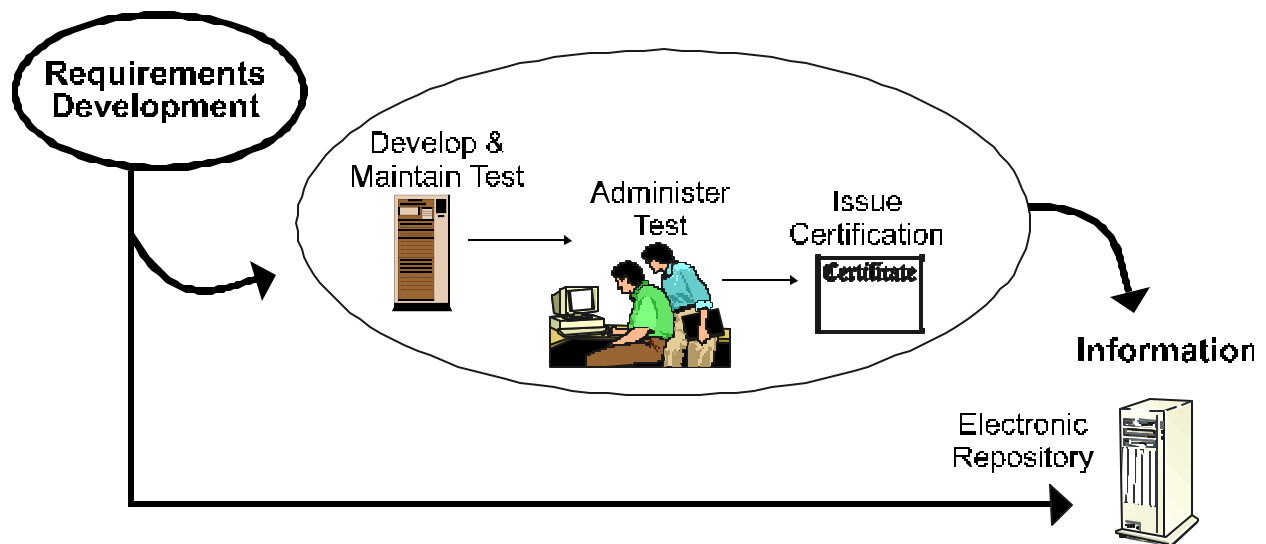 Requirements
Development
Develop &
Maintain Test
Administer
Test
Issue
Certification
Certificate
Information
Electronic
Repository